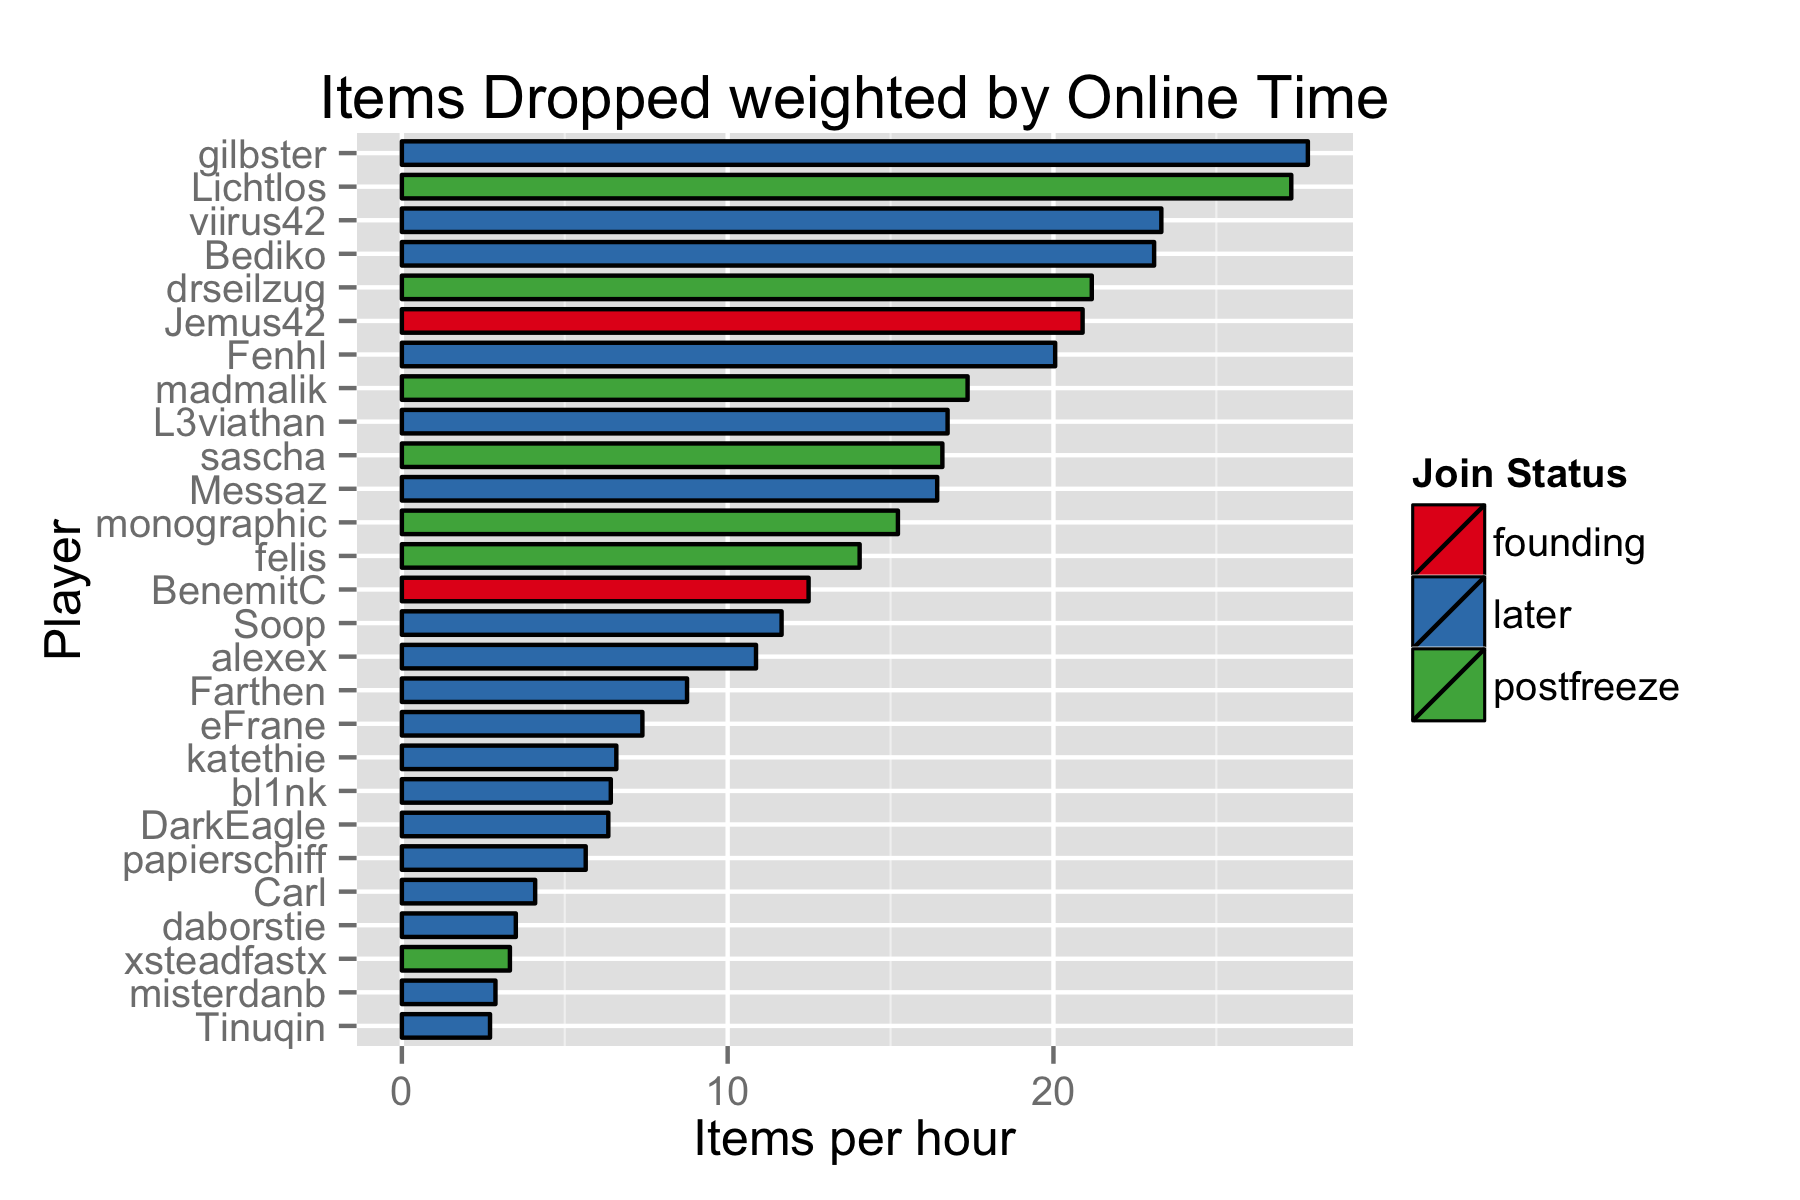 Items Dropped weighted by Online Time
gilbster
Lichtlos
viirus42
Bediko
drseilzug
Jemus42
Fenhl
madmalik
L3viathan
sascha
Messaz
monographic
felis
BenemitC
Soop
alexex
Farthen
eFrane
katethie
bl1nk
DarkEagle
papierschiff
Carl
daborstie
xsteadfastx
misterdanb
Tinuqin
Player
0 10 20
Items per hour
Join Status
founding
later
postfreeze